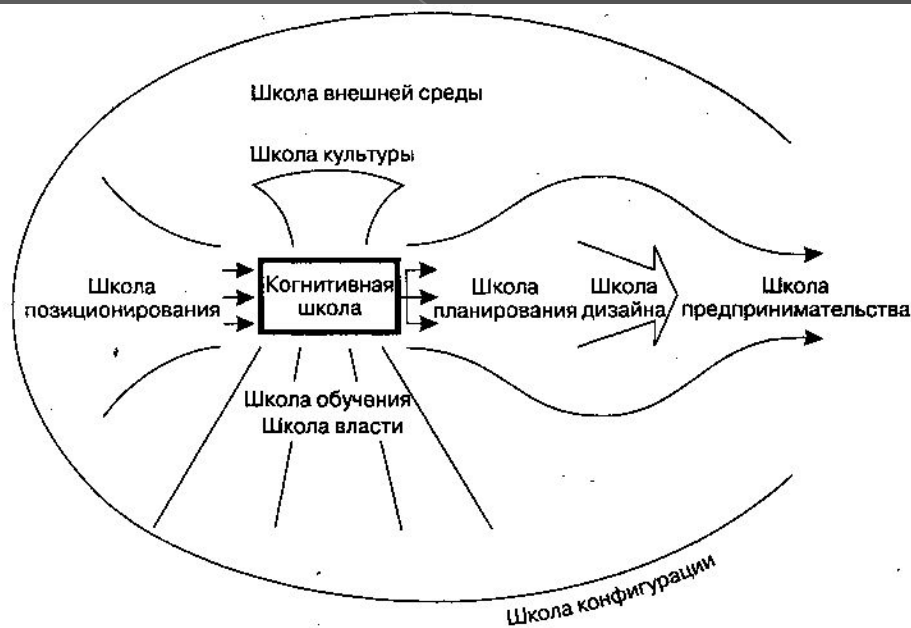 Школа внешней среды
Школа культуры
Школа
позиционирования
Когнитивная
школа
Школа
планирования
Школа
дизайна
Школа
предпринимательства
Школа обучения
Школа власти
Школа конфигурации